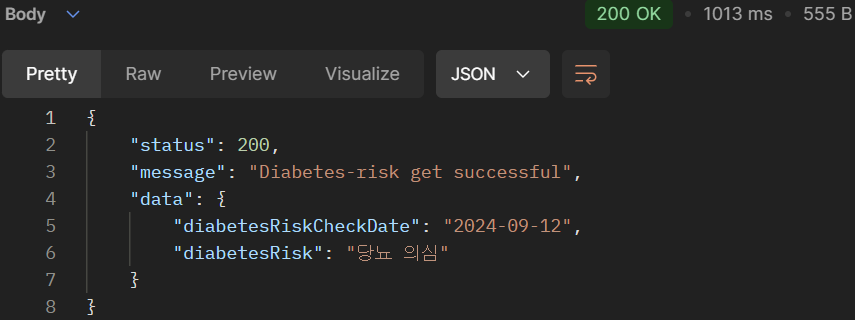 Body 200 OK • 1013 ms • 555 B
Pretty Raw Preview Visualize JSON
1 {
2 "status": 200,
3 "message": "Diabetes-risk get successful",
4 "data": {
5 "diabetesRiskCheckDate": "2024-09-12",
6 "diabetesRisk": "당뇨 의심"
7 }
8 }